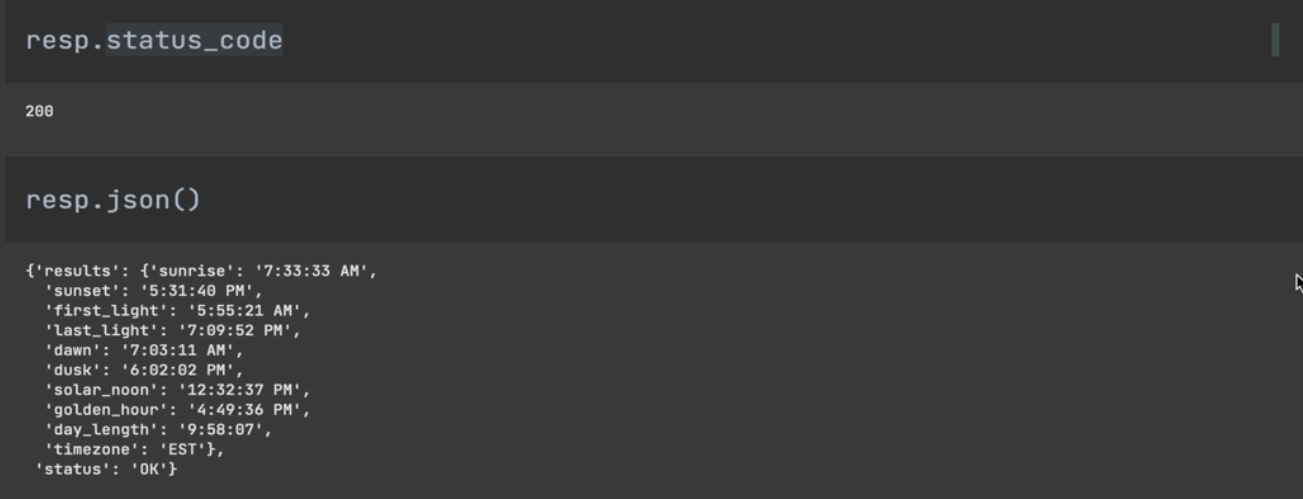 resp.status_code
200
resp.json()
{'results': {'sunrise': '7:33:33 AM',
'sunset': '5:31:40 PM',
'first_light': '5:55:21 AM',
'last_light': '7:09:52 PM',
'dawn': '7:03:11 AM',
'dusk': '6:02:02 PM',
'solar_noon': '12:32:37 PM',
'golden_hour': '4:49:36 PM',
'day_length': '9:58:07',
'timezone': 'EST'},
'status': 'OK'}